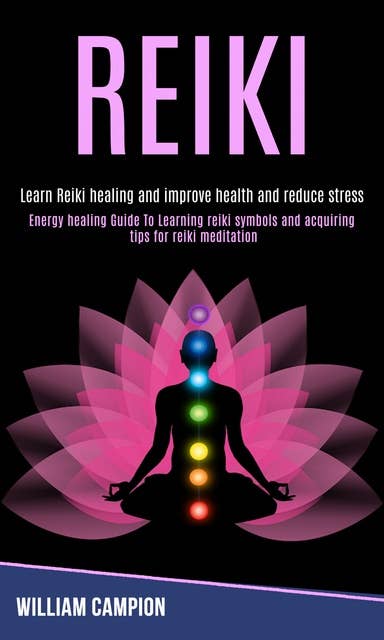 REIKI
Learn Reiki healing and improve health and reduce stress
Energy healing Guide To Learning reiki symbols and acquiring
tips for reiki meditation
WILLIAM CAMPION